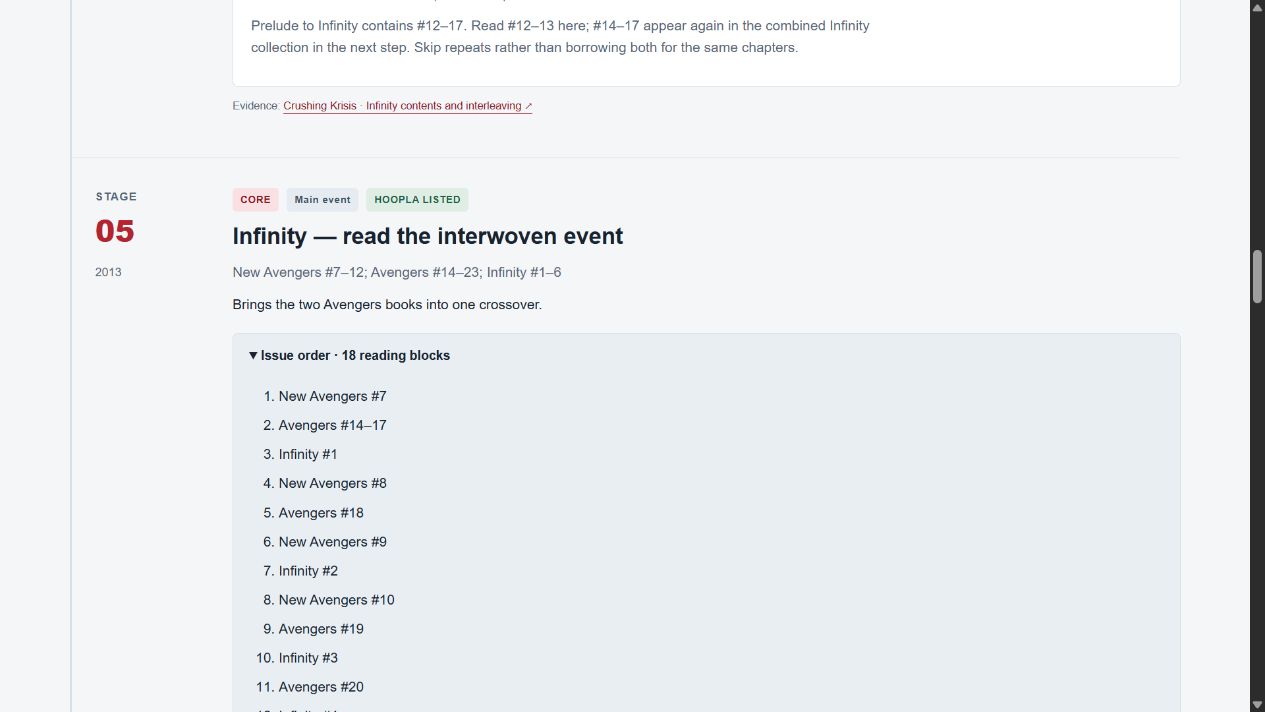 Prelude to Infinity contains #12–17. Read #12–13 here; #14–17 appear again in the combined Infinity
collection in the next step. Skip repeats rather than borrowing both for the same chapters.
Evidence: Crushing Krisis · Infinity contents and interleaving ↗
STAGE
05
2013
CORE
Main event
HOOPLA LISTED
Infinity — read the interwoven event
New Avengers #7–12; Avengers #14–23; Infinity #1–6
Brings the two Avengers books into one crossover.
▼ Issue order · 18 reading blocks
1. New Avengers #7
2. Avengers #14–17
3. Infinity #1
4. New Avengers #8
5. Avengers #18
6. New Avengers #9
7. Infinity #2
8. New Avengers #10
9. Avengers #19
10. Infinity #3
11. Avengers #20